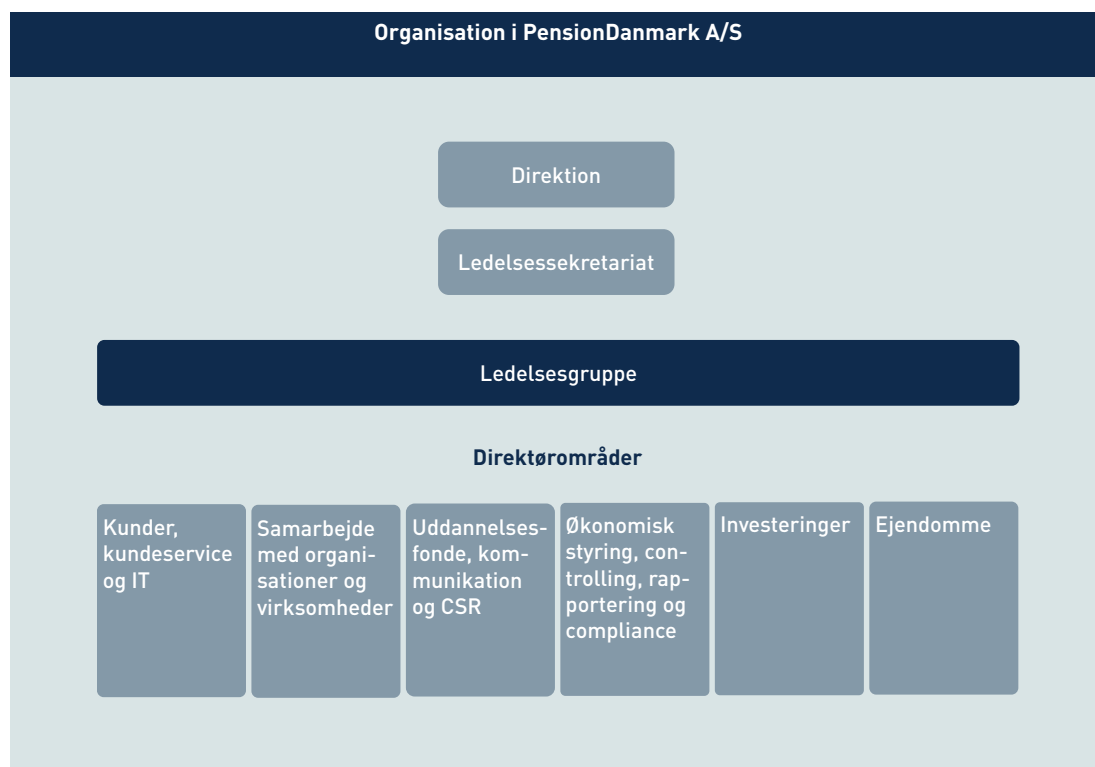 Organisation i PensionDanmark A/S
Direktion
Ledelsessekretariat
Ledelsesgruppe
Direktørområder
Kunder,
kundeservice
og IT
Samarbejde
med organi-
sationer og
virksomheder
Uddannelses-
fonde, kom-
munikation
og CSR
Økonomisk
styring, con-
trolling, rap-
portering og
compliance
Investeringer
Ejendomme